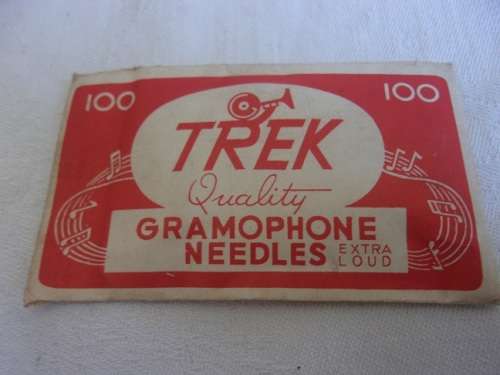 100 100
TREK
Quality
GRAMOPHONE
NEEDLES EXTRA
LOUD